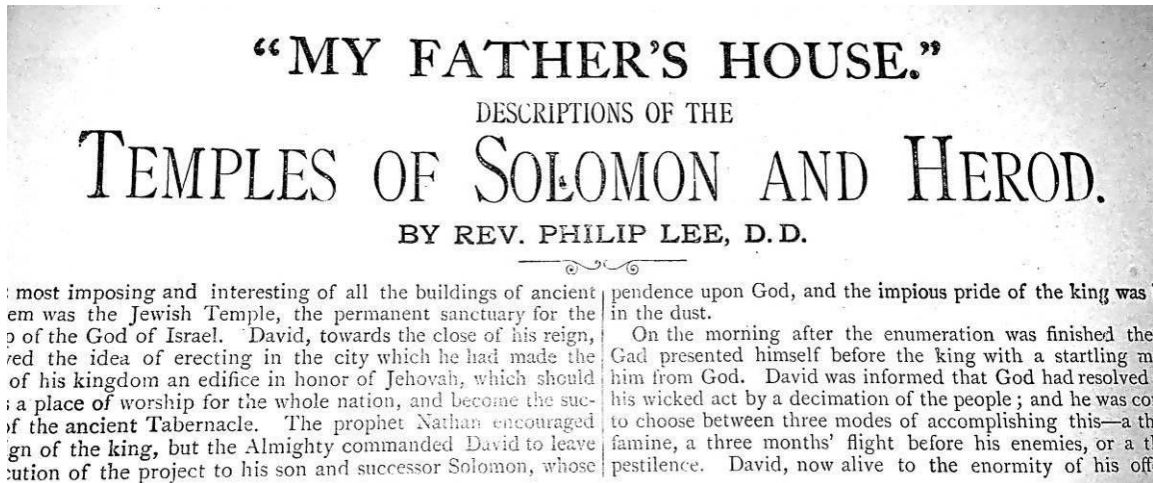 “MY FATHER’S HOUSE.”
DESCRIPTIONS OF THE
TEMPLES OF SOLOMON AND HEROD.
BY REV. PHILIP LEE, D. D.
most imposing and interesting of all the buildings of ancient
em was the Jewish Temple, the permanent sanctuary for the
of the God of Israel. David, towards the close of his reign,
ed the idea of erecting in the city which he had made the
of his kingdom an edifice in honor of Jehovah, which should
a place of worship for the whole nation, and become the suc-
of the ancient Tabernacle. The prophet Nathan encouraged
gn of the king, but the Almighty commanded David to leave
cution of the project to his son and successor Solomon, whose
pendence upon God, and the impious pride of the king was
in the dust.
On the morning after the enumeration was finished the
Gad presented himself before the king with a startling m
him from God. David was informed that God had resolved
his wicked act by a decimation of the people; and he was co
to choose between three modes of accomplishing this—a th
famine, a three months’ flight before his enemies, or a t
pestilence. David, now alive to the enormity of his off